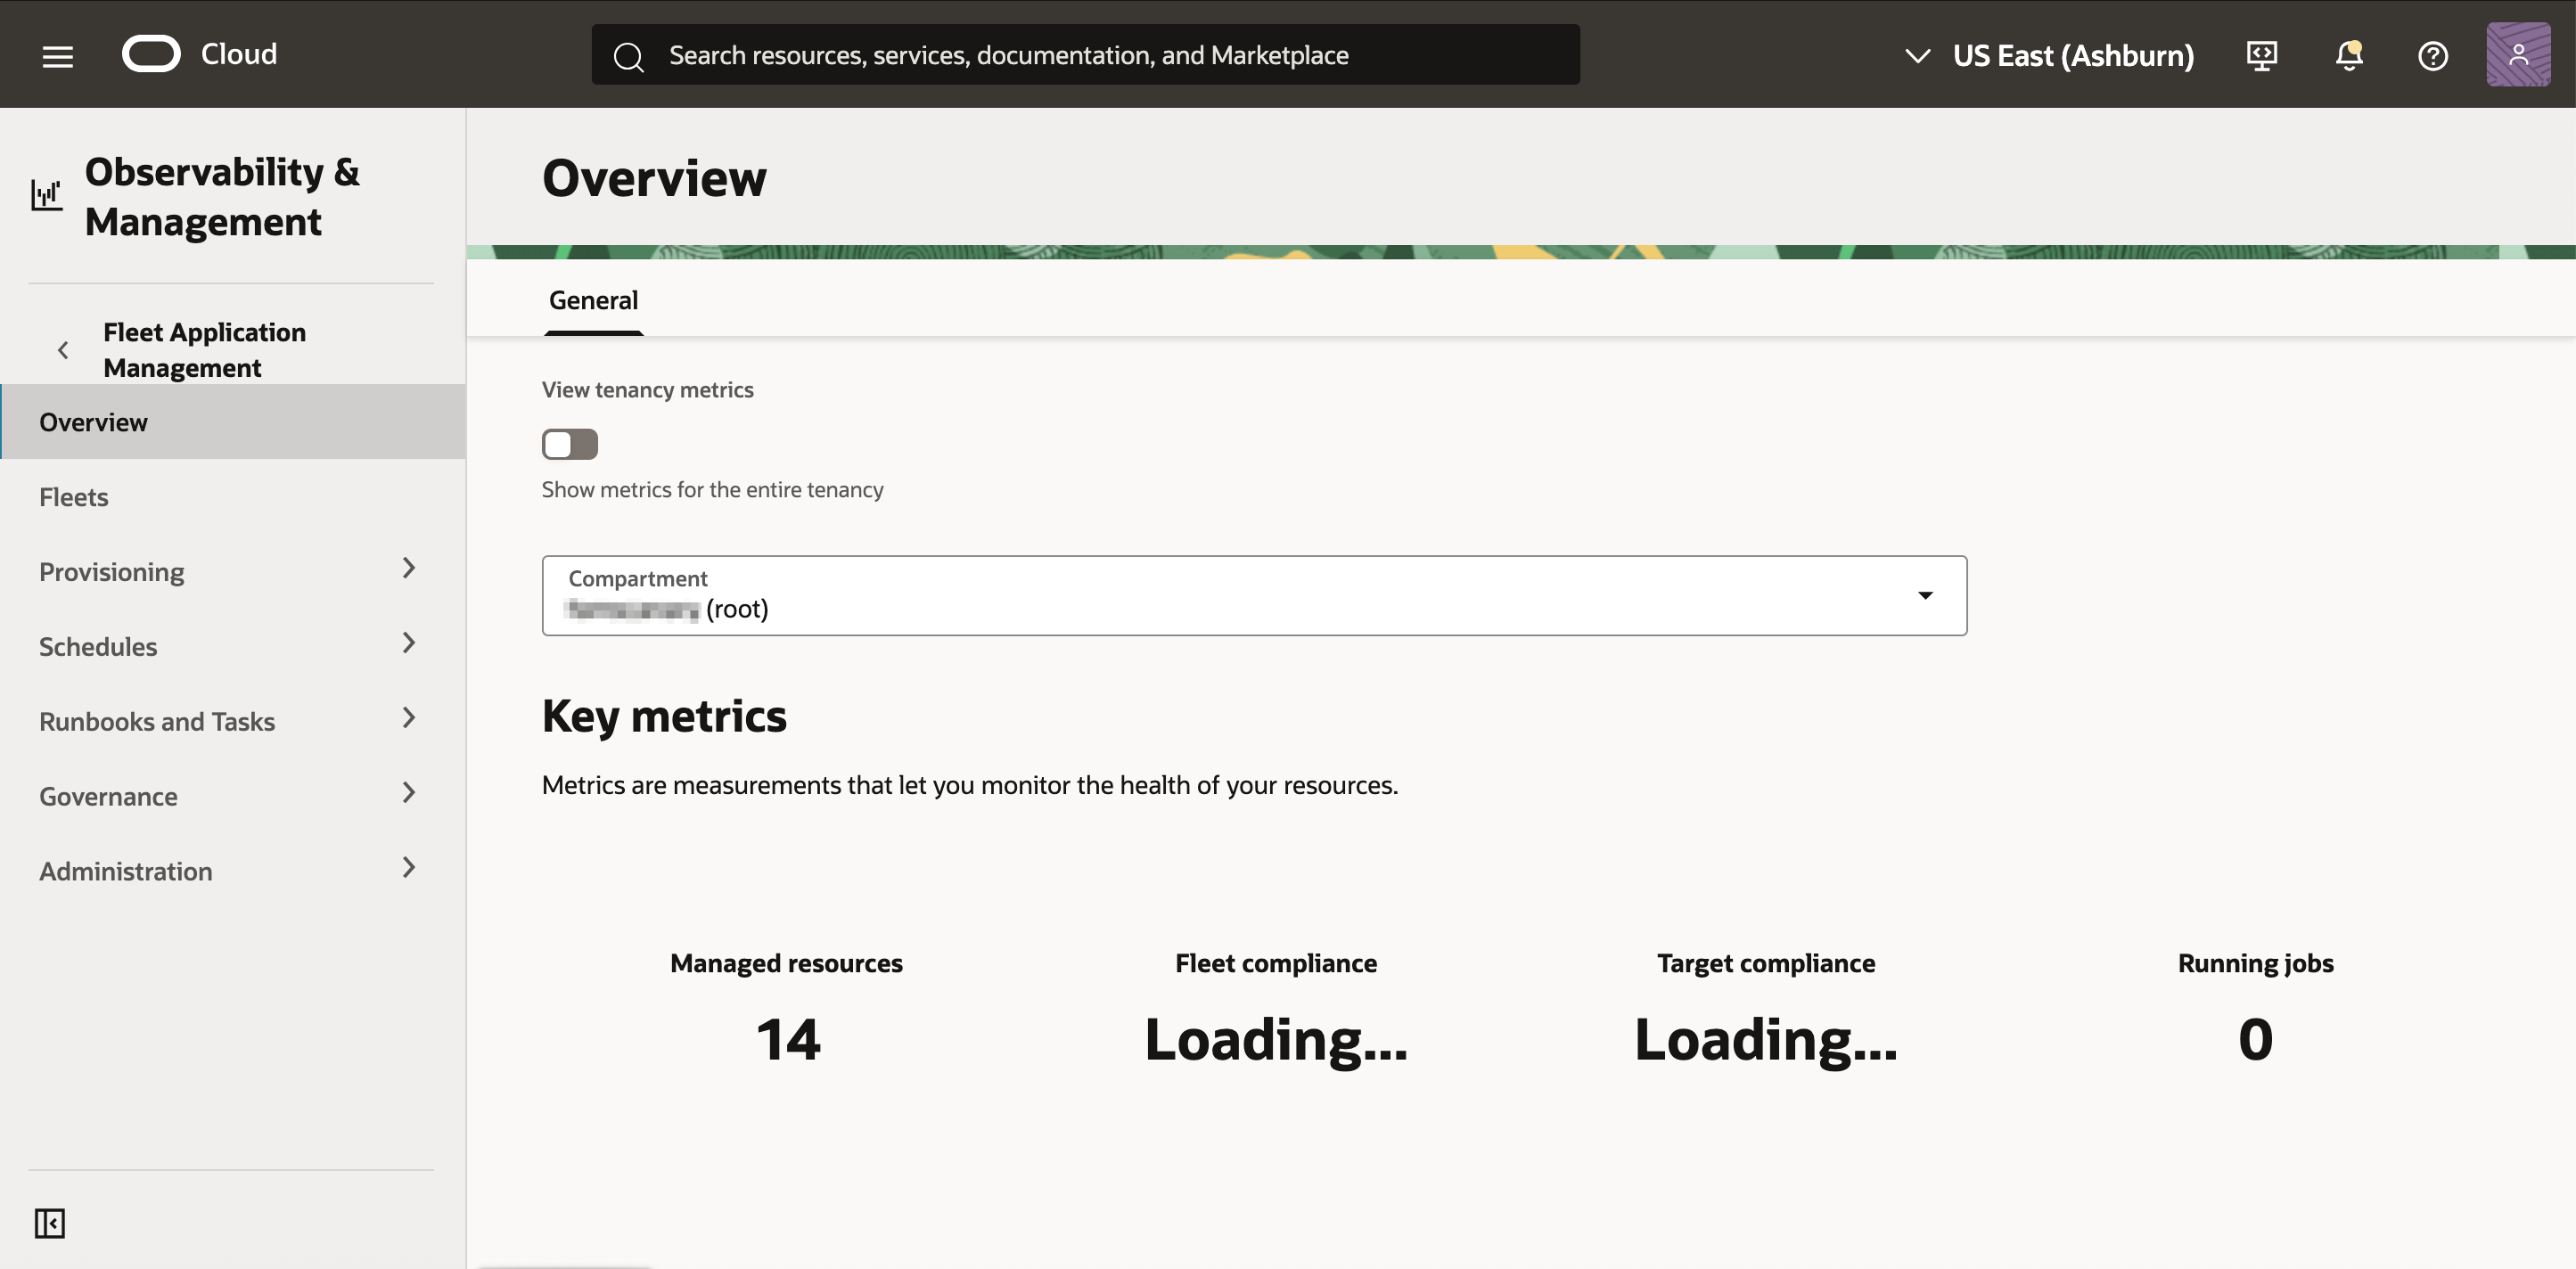 Cloud
Search resources, services, documentation, and Marketplace
US East (Ashburn)
Observability &
Management
Fleet Application
Management
Overview
Fleets
Provisioning
Schedules
Runbooks and Tasks
Governance
Administration
Overview
General
View tenancy metrics
Show metrics for the entire tenancy
Compartment
(root)
Key metrics
Metrics are measurements that let you monitor the health of your resources.
Managed resources
14
Fleet compliance
Loading...
Target compliance
Loading...
Running jobs
0